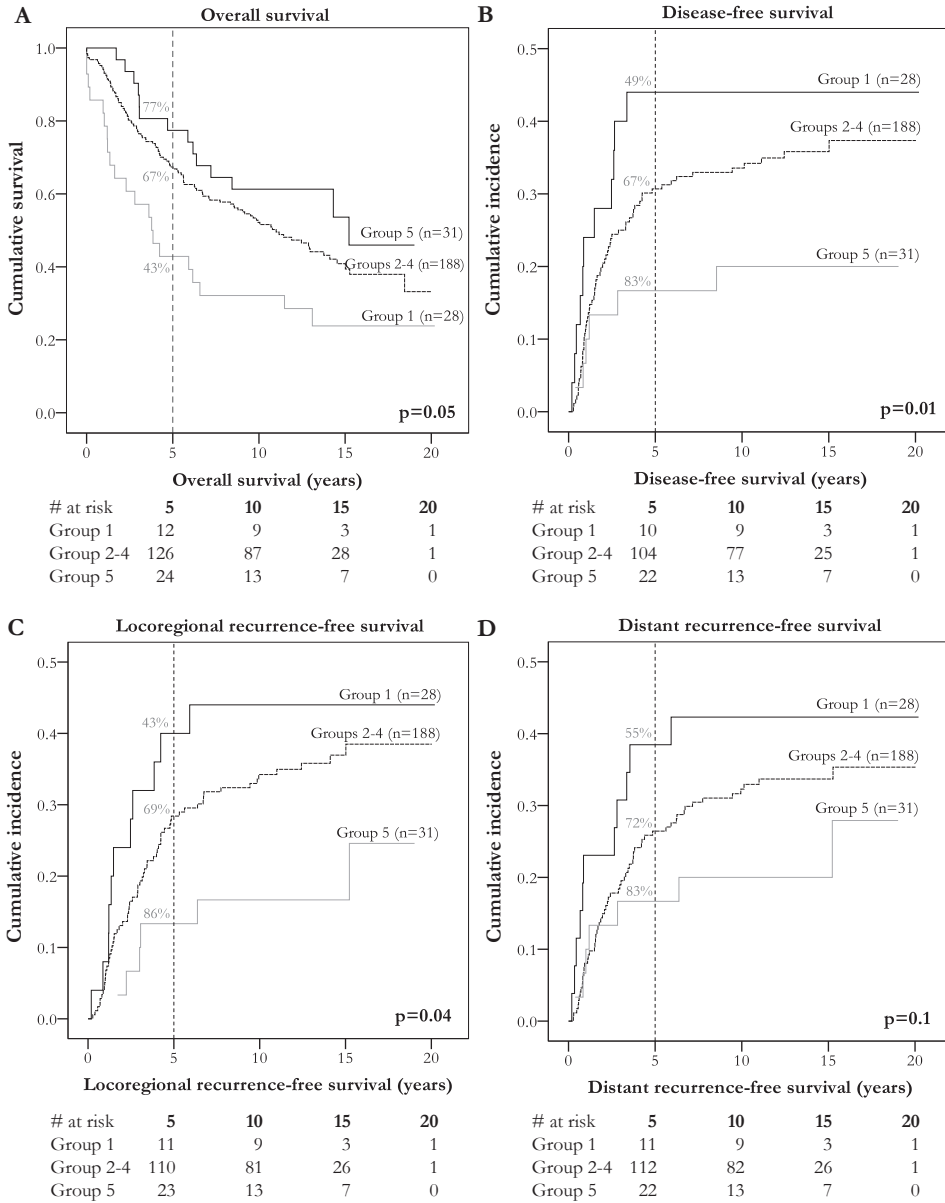 A
Overall survival
1.0
0.8
0.6
0.4
0.2
0.0
Cumulative survival
77%
67%
43%
Group 5 (n=31)
Groups 2-4 (n=188)
Group 1 (n=28)
p=0.05
0 5 10 15 20
Overall survival (years)
# at risk 5 10 15 20
Group 1 12 9 3 1
Group 2-4 126 87 28 1
Group 5 24 13 7 0
B
Disease-free survival
0.5
0.4
0.3
0.2
0.1
0.0
Cumulative incidence
49%
67%
83%
Group 1 (n=28)
Groups 2-4 (n=188)
Group 5 (n=31)
p=0.01
0 5 10 15 20
Disease-free survival (years)
# at risk 5 10 15 20
Group 1 10 9 3 1
Group 2-4 104 77 25 1
Group 5 22 13 7 0
C
Locoregional recurrence-free survival
0.5
0.4
0.3
0.2
0.1
0.0
Cumulative incidence
43%
69%
86%
Group 1 (n=28)
Groups 2-4 (n=188)
Group 5 (n=31)
p=0.04
0 5 10 15 20
Locoregional recurrence-free survival (years)
# at risk 5 10 15 20
Group 1 11 9 3 1
Group 2-4 110 81 26 1
Group 5 23 13 7 0
D
Distant recurrence-free survival
0.5
0.4
0.3
0.2
0.1
0.0
Cumulative incidence
55%
72%
83%
Group 1 (n=28)
Groups 2-4 (n=188)
Group 5 (n=31)
p=0.1
0 5 10 15 20
Distant recurrence-free survival (years)
# at risk 5 10 15 20
Group 1 11 9 3 1
Group 2-4 112 82 26 1
Group 5 22 13 7 0